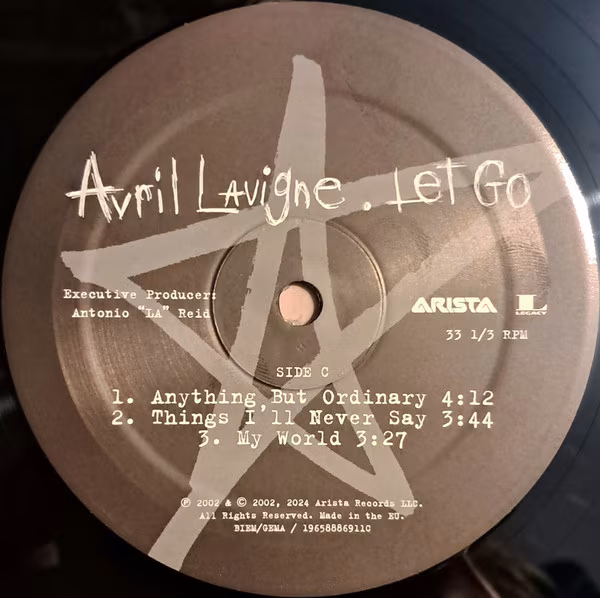 Avril Lavigne . Let Go
Executive Producer:
Antonio "LA" Reid
ARISTA
L
LEGACY
33 1/3 RPM
SIDE C
1. Anything But Ordinary 4:12
2. Things I'll Never Say 3:44
3. My World 3:27
℗ 2002 & © 2002, 2024 Arista Records LLC.
All Rights Reserved. Made in the EU.
BIEM/GEMA / 19658886911C